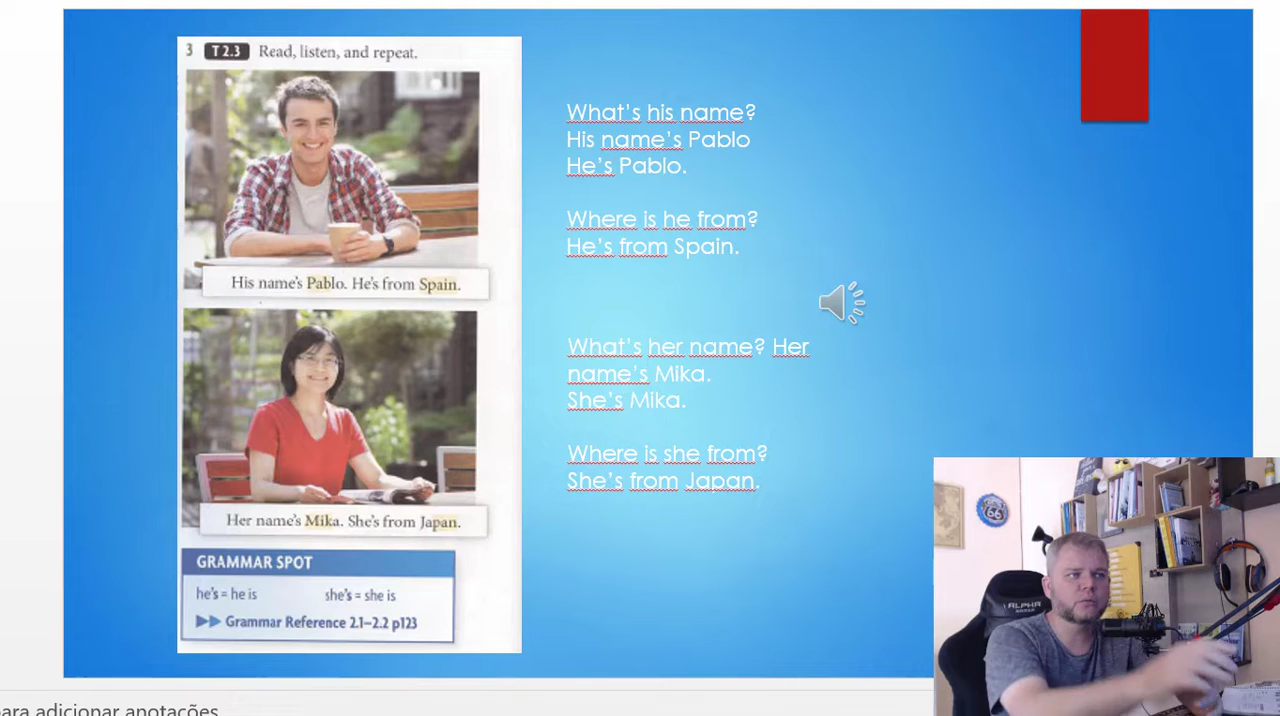 3 T 2.3 Read, listen, and repeat.
His name's Pablo. He's from Spain.
Her name's Mika. She's from Japan.
GRAMMAR SPOT
he's = he is she's = she is
▶▶ Grammar Reference 2.1–2.2 p123
What's his name?
His name's Pablo
He's Pablo.
Where is he from?
He's from Spain.
What's her name? Her
name's Mika.
She's Mika.
Where is she from?
She's from Japan.
66
ALPHA
para adicionar anotações